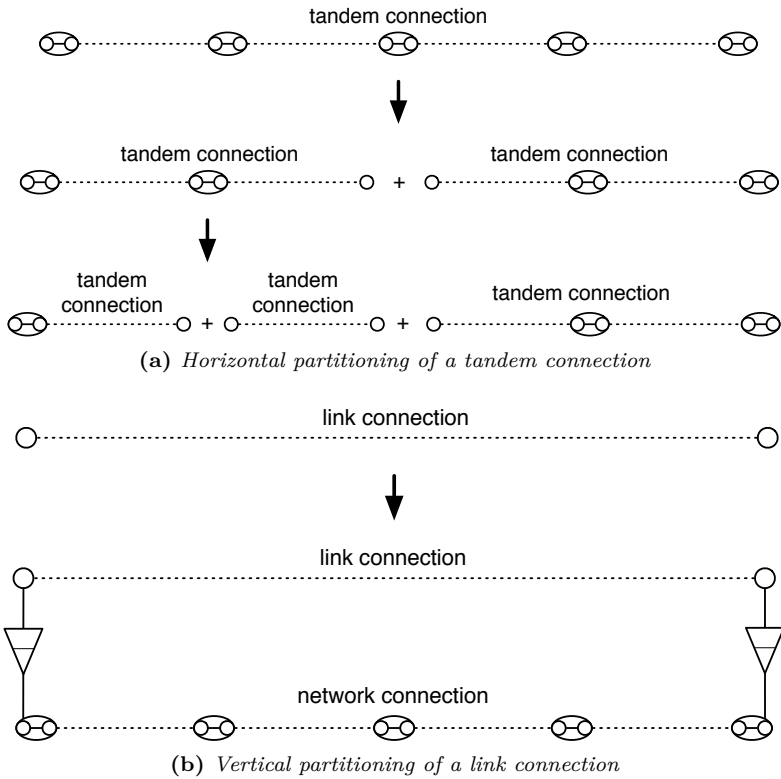 tandem connection
tandem connection + tandem connection
tandem
connection + tandem
connection + tandem connection
(a) Horizontal partitioning of a tandem connection
link connection
link connection
network connection
(b) Vertical partitioning of a link connection